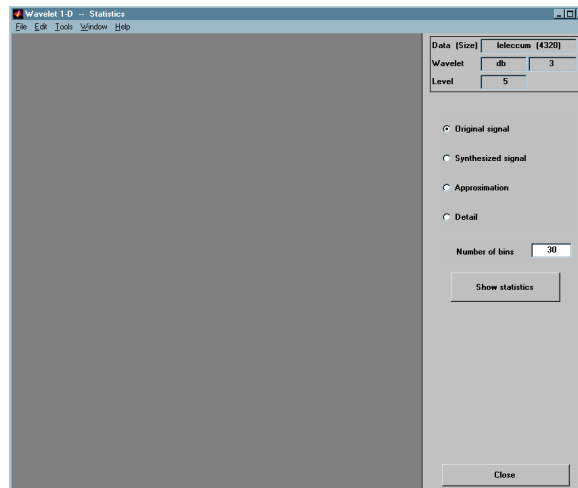 Wavelet 1-D -- Statistics
File Edit Tools Window Help
Data (Size) leleccum (4320)
Wavelet db 3
Level 5
Original signal
Synthesized signal
Approximation
Detail
Number of bins 30
Show statistics
Close